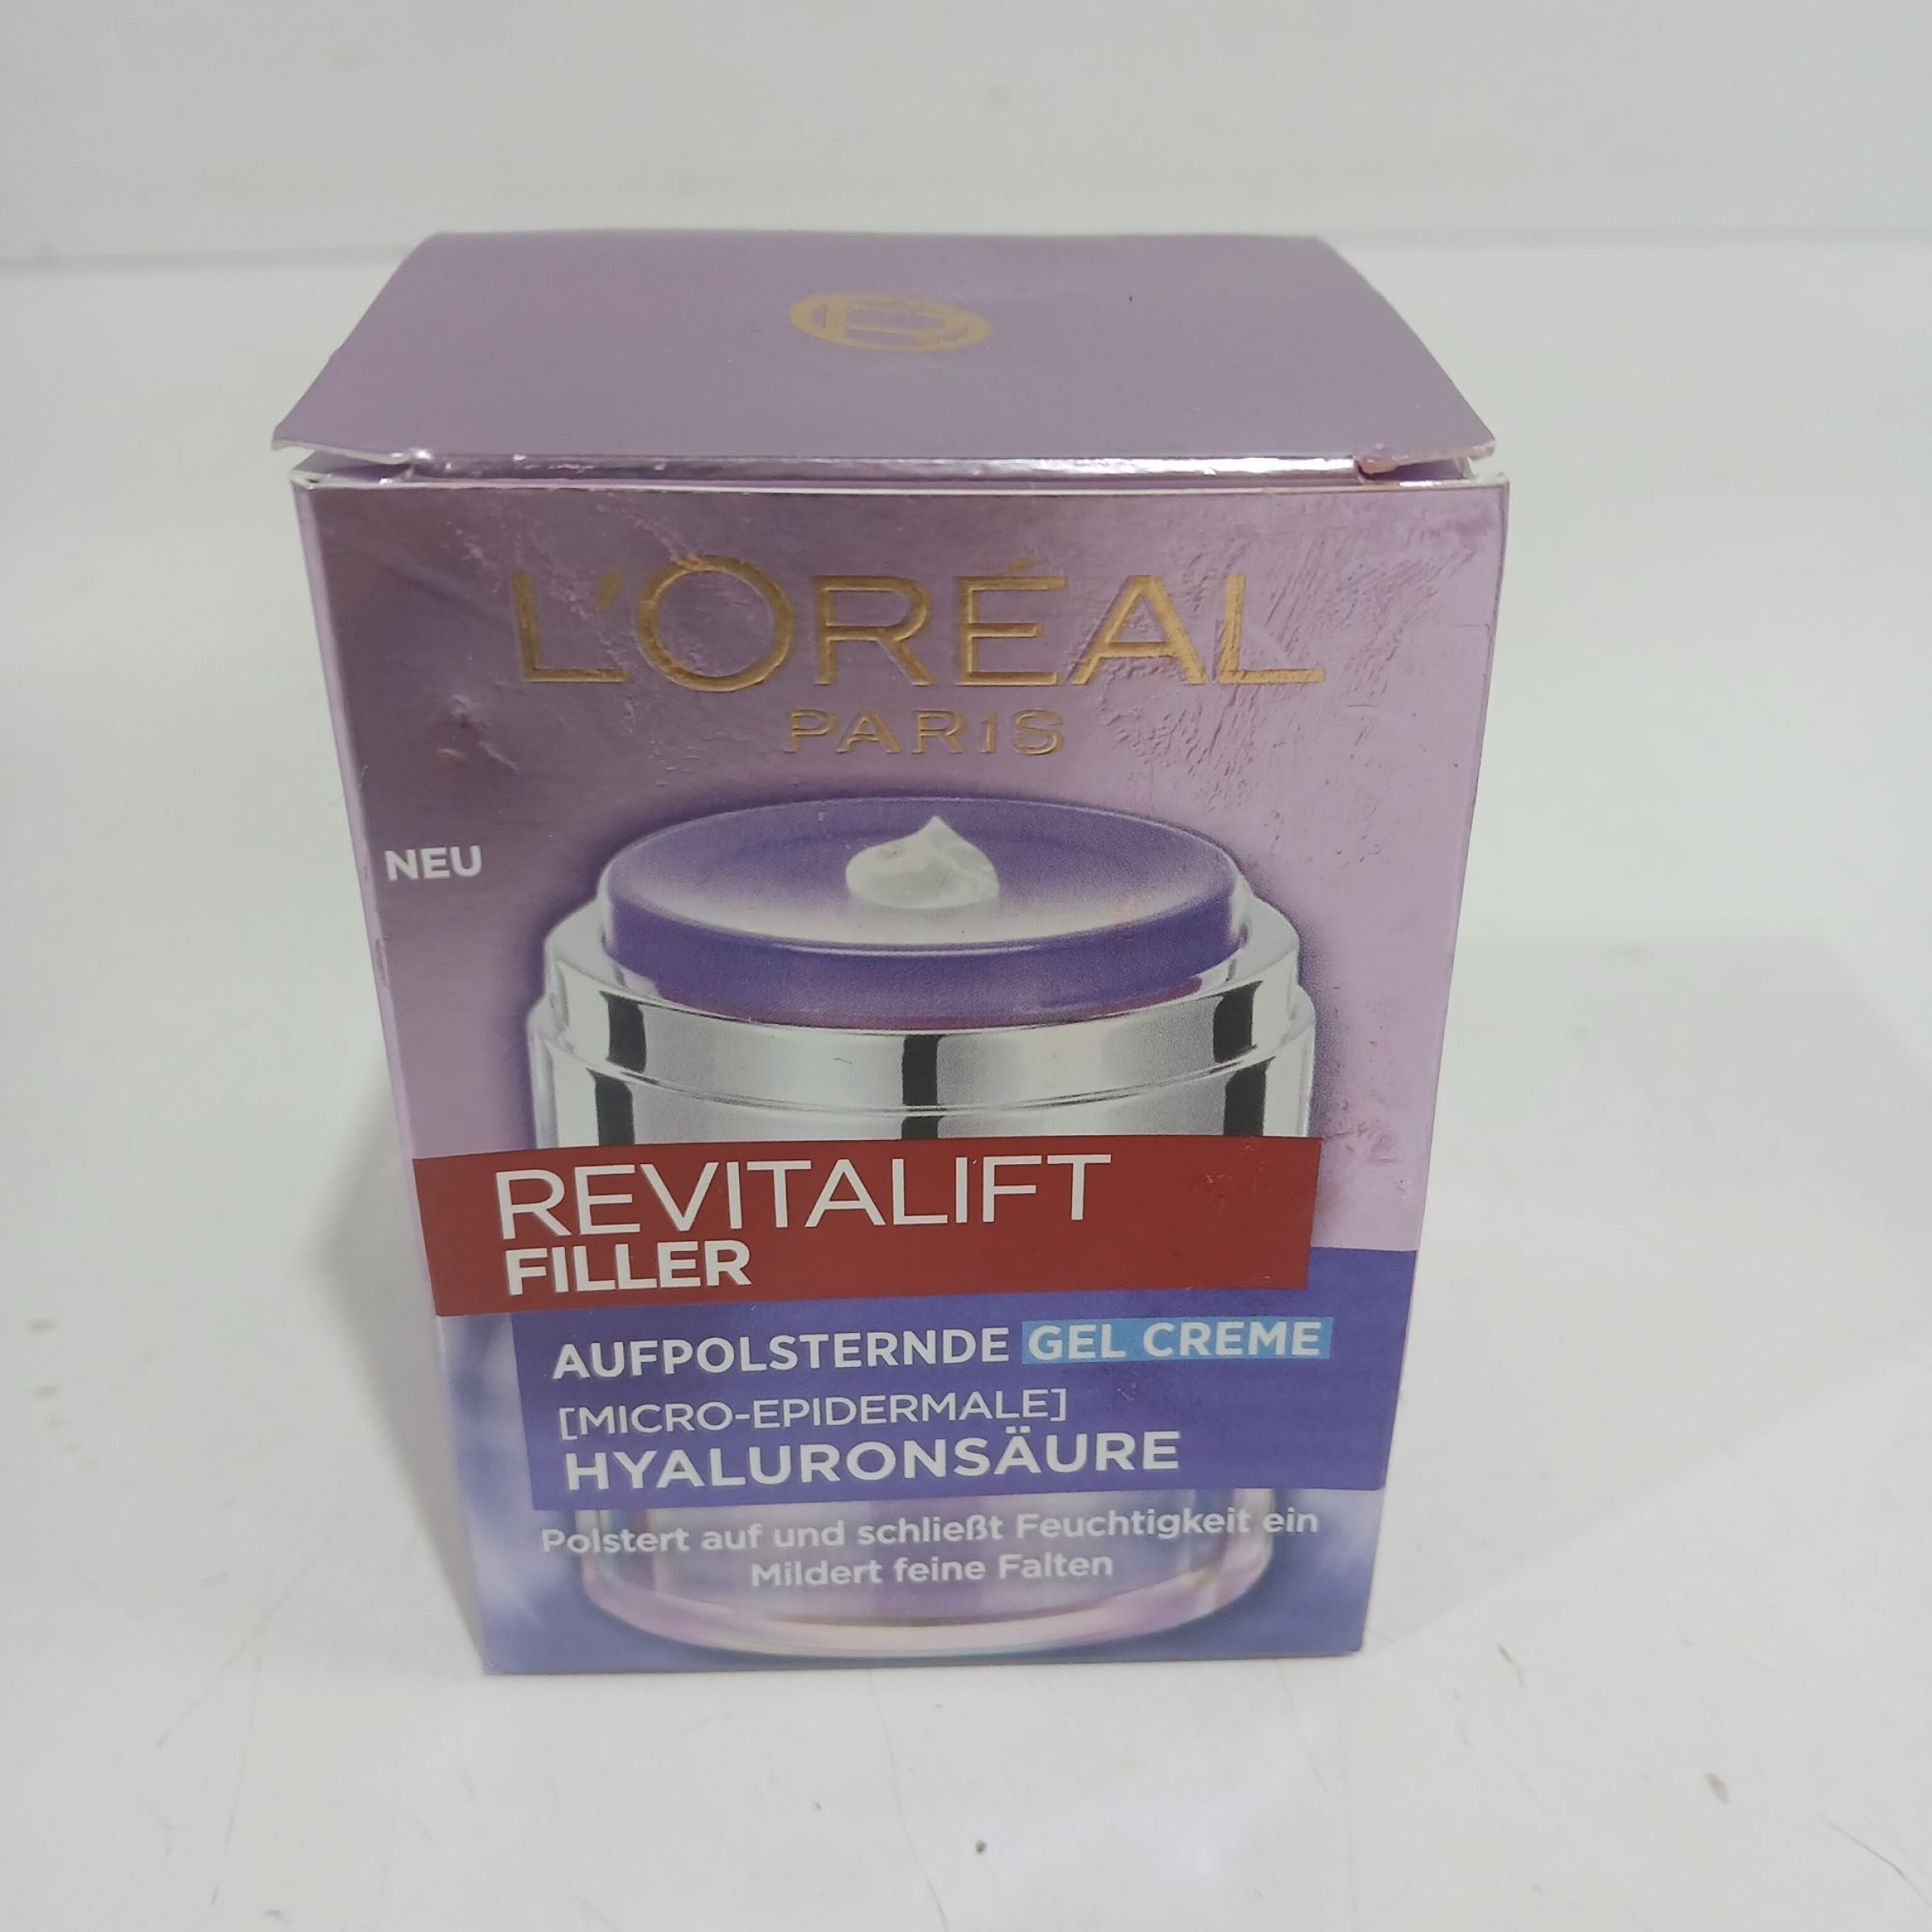 L'ORÉAL
PARIS
NEU
REVITALIFT
FILLER
AUFPOLSTERNDE GEL CREME
[MICRO-EPIDERMALE]
HYALURONSÄURE
Polstert auf und schließt Feuchtigkeit ein
Mildert feine Falten